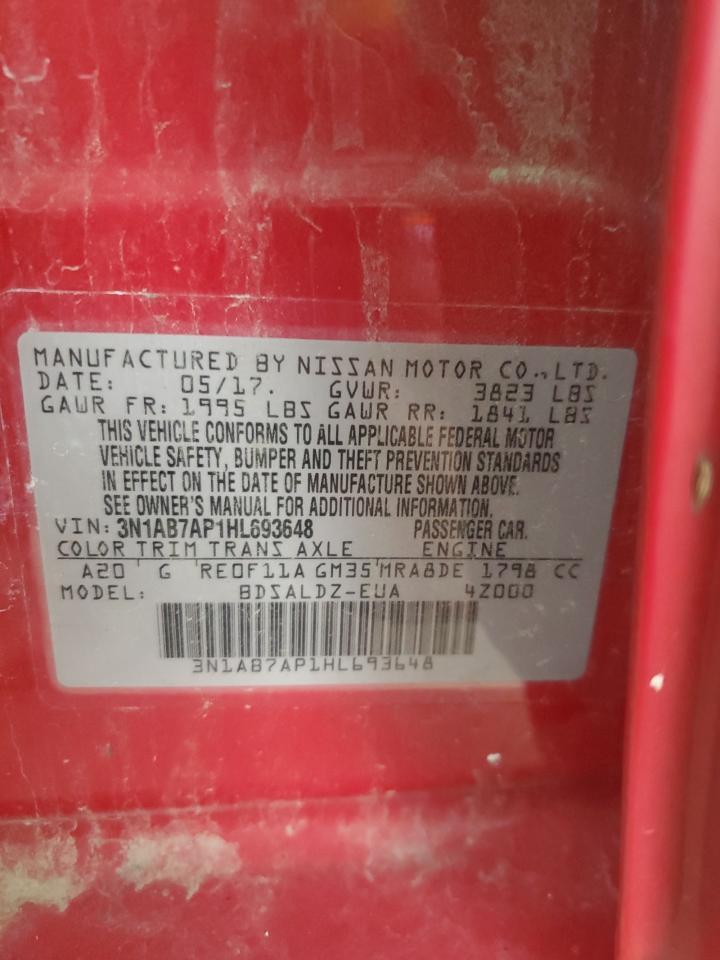 MANUFACTURED BY NISSAN MOTOR CO., LTD.
DATE: 05/17. GVWR: 3823 LBS
GAWR FR: 1995 LBS GAWR RR: 1841 LBS
THIS VEHICLE CONFORMS TO ALL APPLICABLE FEDERAL MOTOR
VEHICLE SAFETY, BUMPER AND THEFT PREVENTION STANDARDS
IN EFFECT ON THE DATE OF MANUFACTURE SHOWN ABOVE.
SEE OWNER'S MANUAL FOR ADDITIONAL INFORMATION.
VIN: 3N1AB7AP1HL693648 PASSENGER CAR.
COLOR TRIM TRANS AXLE ENGINE
A20 G RE0F11A GM35 MRA8DE 1798 CC
MODEL: BDSALDZ-EUA 4Z000
3N1AB7AP1HL693648